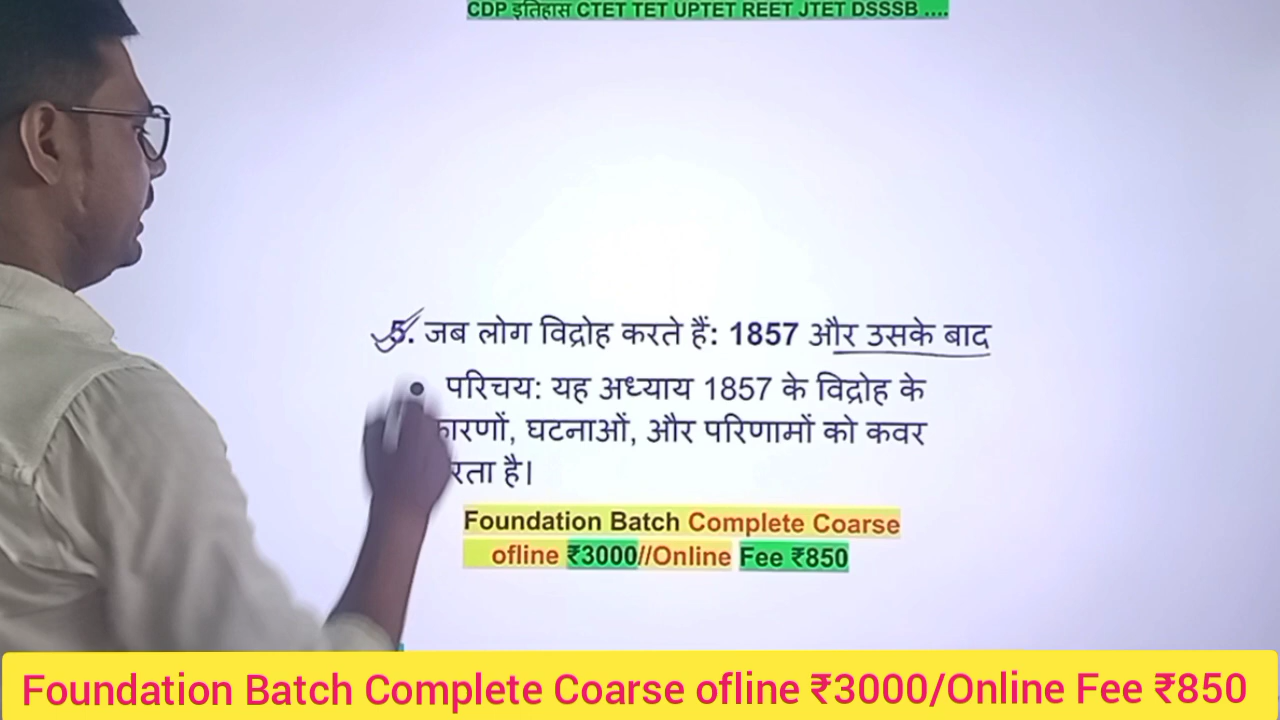 CDP इतिहास CTET TET UPTET REET JTET DSSSB ....
5. जब लोग विद्रोह करते हैं: 1857 और उसके बाद
• परिचय: यह अध्याय 1857 के विद्रोह के
घटनाओं, और परिणामों को कवर
है।
Foundation Batch Complete Coarse
ofline ₹3000//Online Fee ₹850
Foundation Batch Complete Coarse ofline ₹3000/Online Fee ₹850